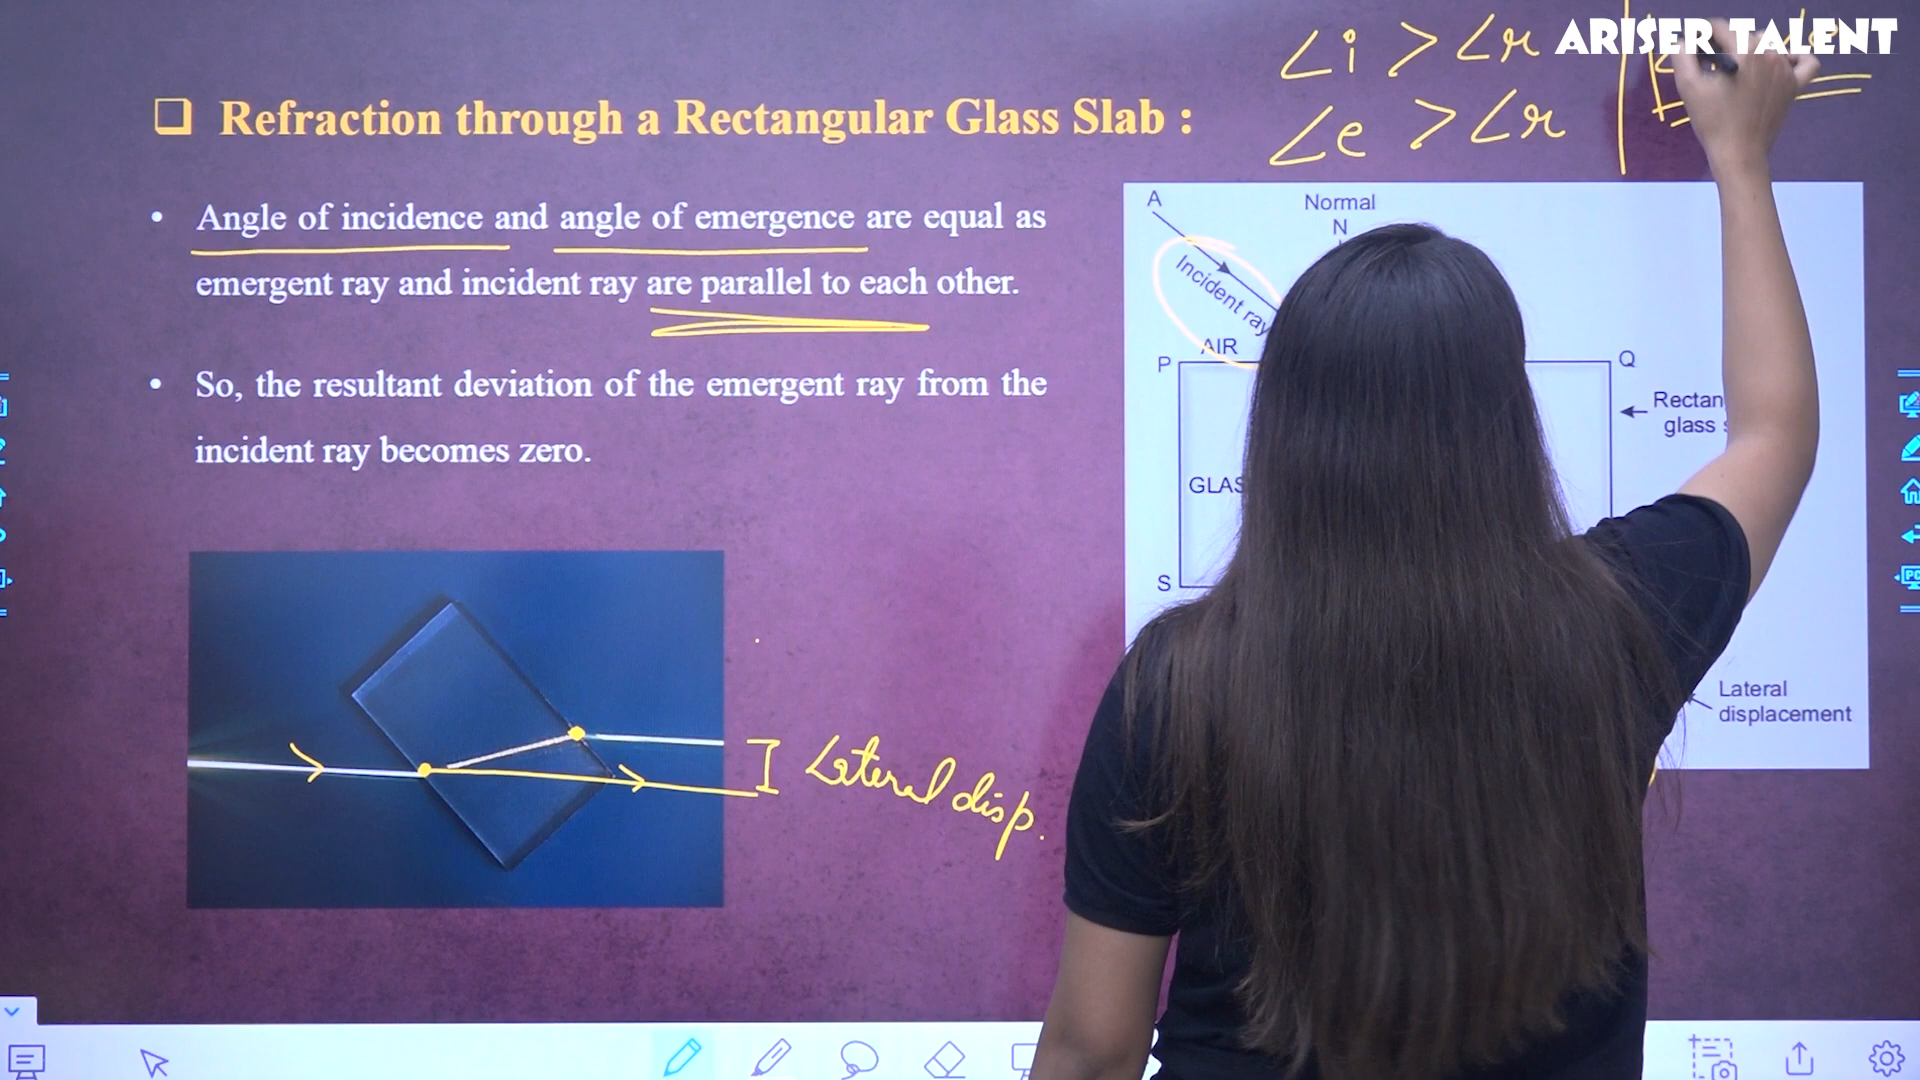 ARISER TALENT
∠i > ∠r
∠e > ∠r
❑ Refraction through a Rectangular Glass Slab :
• Angle of incidence and angle of emergence are equal as
emergent ray and incident ray are parallel to each other.
• So, the resultant deviation of the emergent ray from the
incident ray becomes zero.
Lateral disp.
A
Normal
N
Incident ray
AIR
P
Q
Rectan
glass
GLAS
S
Lateral
displacement